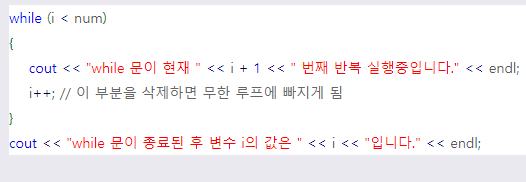 while (i < num)
{
cout << "while 문이 현재 " << i + 1 << " 번째 반복 실행중입니다." << endl;
i++; // 이 부분을 삭제하면 무한 루프에 빠지게 됨
}
cout << "while 문이 종료된 후 변수 i의 값은 " << i << "입니다." << endl;